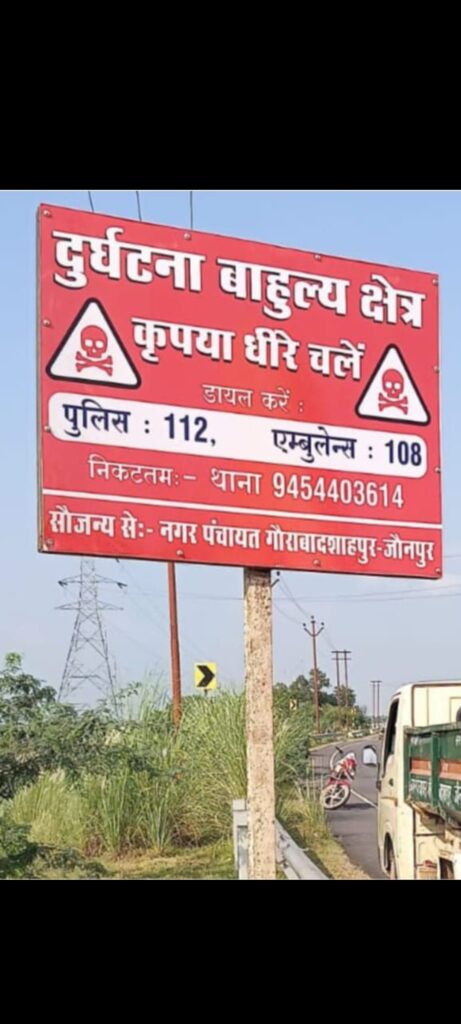 दुर्घटना बाहुल्य क्षेत्र
कृपया धीरे चलें
डायल करें :
पुलिस : 112, एम्बुलेन्स : 108
निकटतमः- थाना 9454403614
सौजन्य सेः- नगर पंचायत गौराबादशाहपुर-जौनपुर